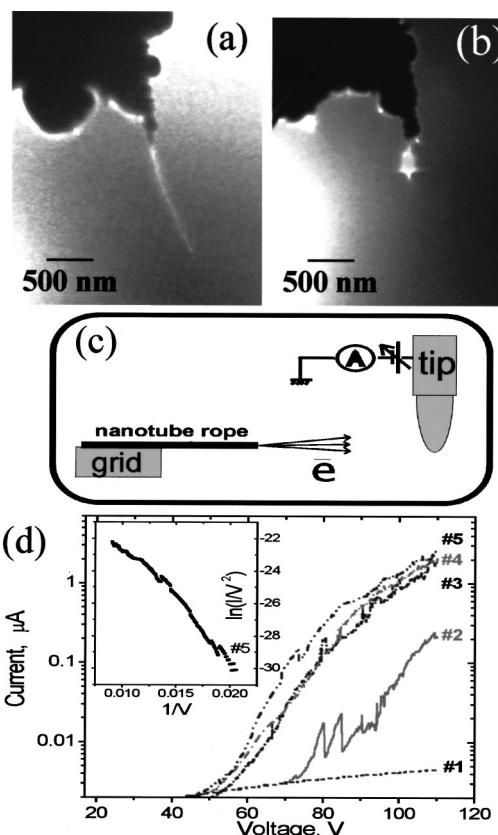 (a)
(b)
500 nm
500 nm
(c)
A
tip
nanotube rope
grid
e̅
(d)
#5
#4
#3
#2
#1
1
0.1
0.01
Current, μA
20 40 60 80 100 120
Voltage, V
-22
-24
-26
-28
-30
ln(I/V²)
#5
0.010 0.015 0.020
1/V